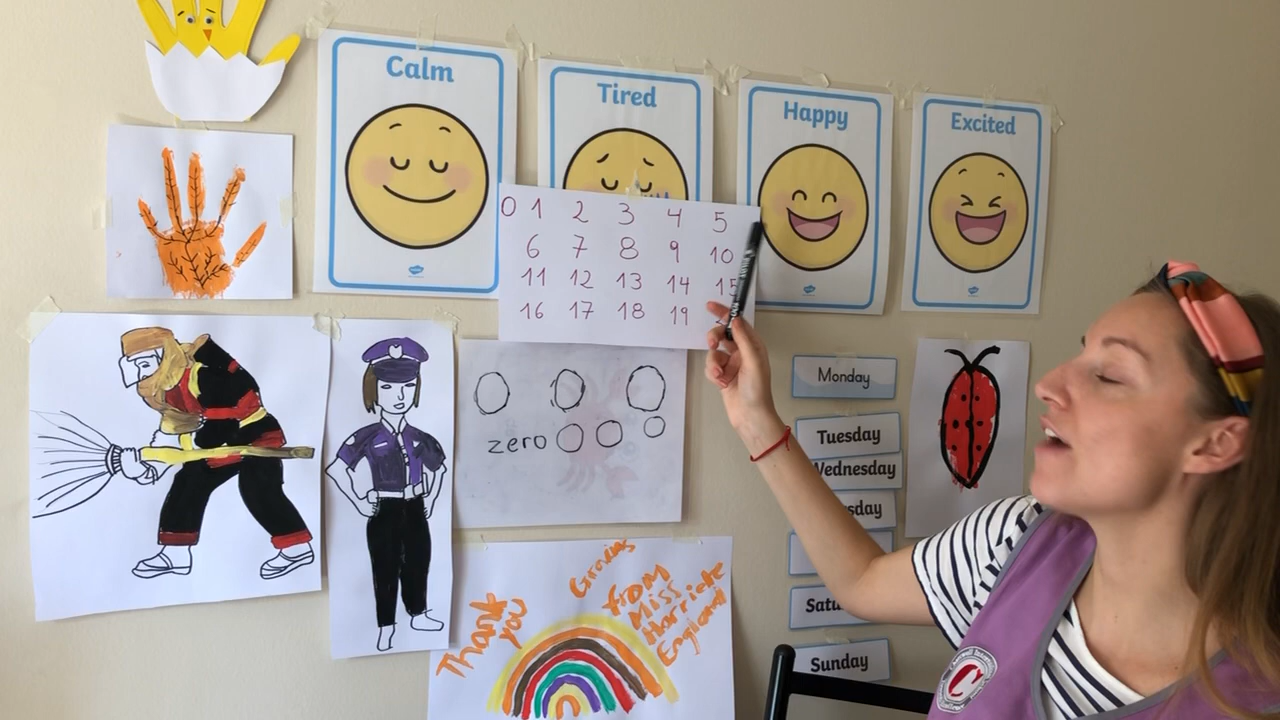 Calm
Tired
Happy
Excited
0 1 2 3 4 5
6 7 8 9 10
11 12 13 14 15
16 17 18 19
zero
Monday
Tuesday
Wednesday
Sunday
Thank
you
Gracias
from
Miss
Harriete
England